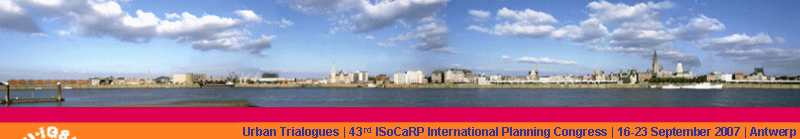 Urban Trialogues | 43rd ISoCaRP International Planning Congress | 16-23 September 2007 | Antwerp